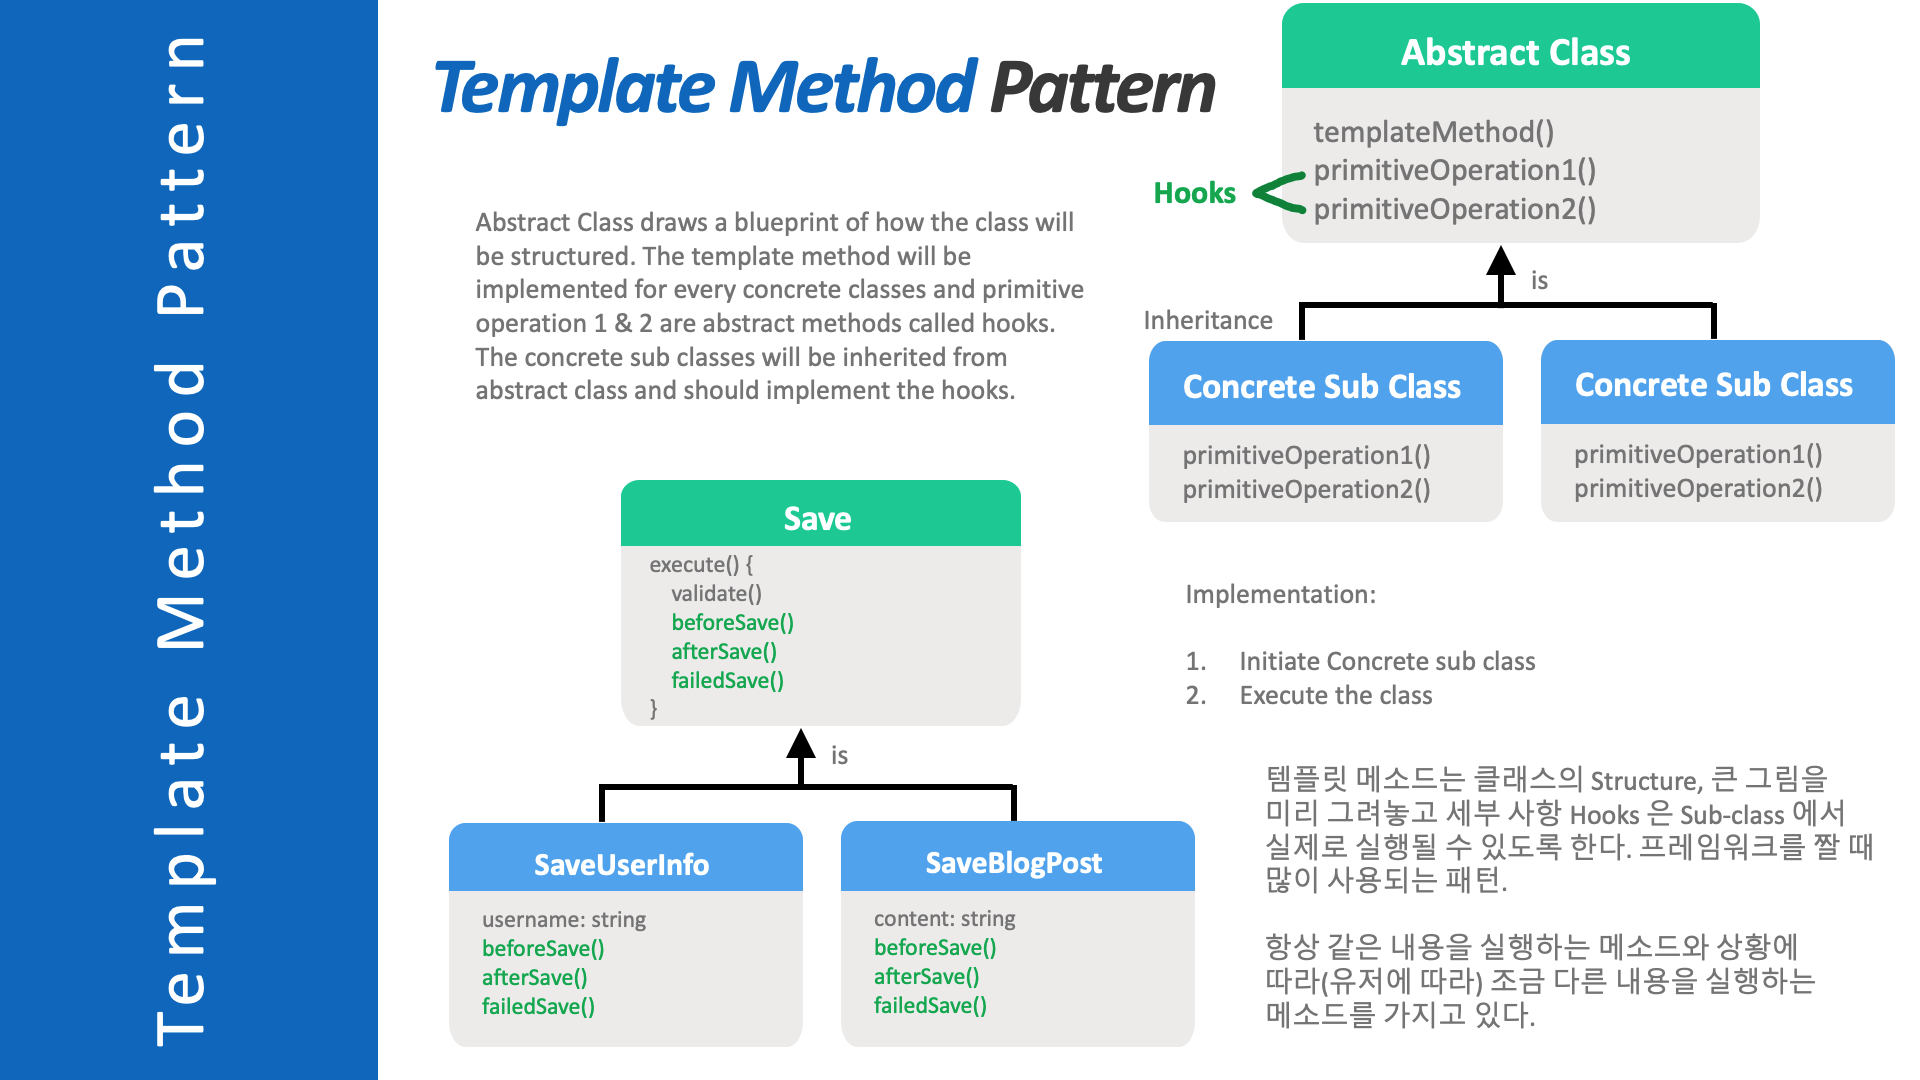 Template Method Pattern
Template Method Pattern
Abstract Class draws a blueprint of how the class will
be structured. The template method will be
implemented for every concrete classes and primitive
operation 1 & 2 are abstract methods called hooks.
The concrete sub classes will be inherited from
abstract class and should implement the hooks.
Abstract Class
templateMethod()
primitiveOperation1()
primitiveOperation2()
Hooks
is
Inheritance
Concrete Sub Class
primitiveOperation1()
primitiveOperation2()
Concrete Sub Class
primitiveOperation1()
primitiveOperation2()
Save
execute() {
validate()
beforeSave()
afterSave()
failedSave()
}
is
SaveUserInfo
username: string
beforeSave()
afterSave()
failedSave()
SaveBlogPost
content: string
beforeSave()
afterSave()
failedSave()
Implementation:
1. Initiate Concrete sub class
2. Execute the class
템플릿 메소드는 클래스의 Structure, 큰 그림을
미리 그려놓고 세부 사항 Hooks 은 Sub-class 에서
실제로 실행될 수 있도록 한다. 프레임워크를 짤 때
많이 사용되는 패턴.
항상 같은 내용을 실행하는 메소드와 상황에
따라(유저에 따라) 조금 다른 내용을 실행하는
메소드를 가지고 있다.